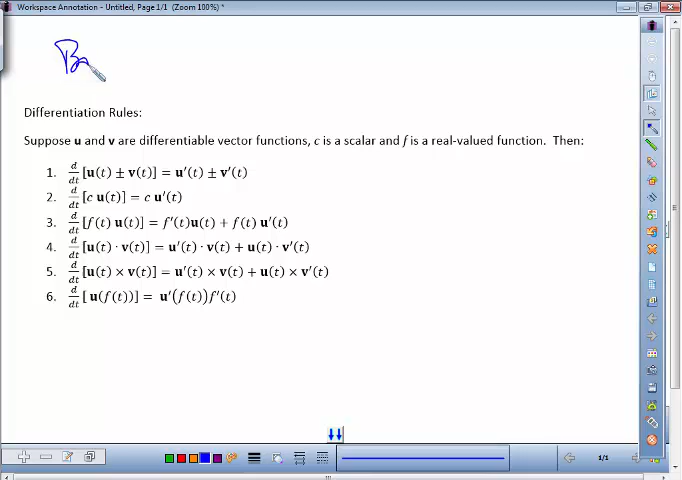 Workspace Annotation - Untitled, Page 1/1 (Zoom 100%) *
Differentiation Rules:
Suppose u and v are differentiable vector functions, c is a scalar and f is a real-valued function. Then:
1. d/dt [u(t) ± v(t)] = u′(t) ± v′(t)
2. d/dt [c u(t)] = c u′(t)
3. d/dt [f(t) u(t)] = f′(t)u(t) + f(t) u′(t)
4. d/dt [u(t) · v(t)] = u′(t) · v(t) + u(t) · v′(t)
5. d/dt [u(t) × v(t)] = u′(t) × v(t) + u(t) × v′(t)
6. d/dt [ u(f(t))] = u′(f(t))f′(t)
1/1